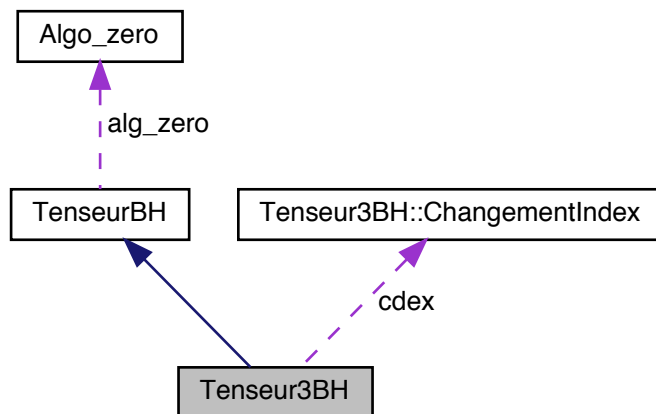 Algo_zero
alg_zero
TenseurBH
Tenseur3BH::ChangementIndex
cdex
Tenseur3BH